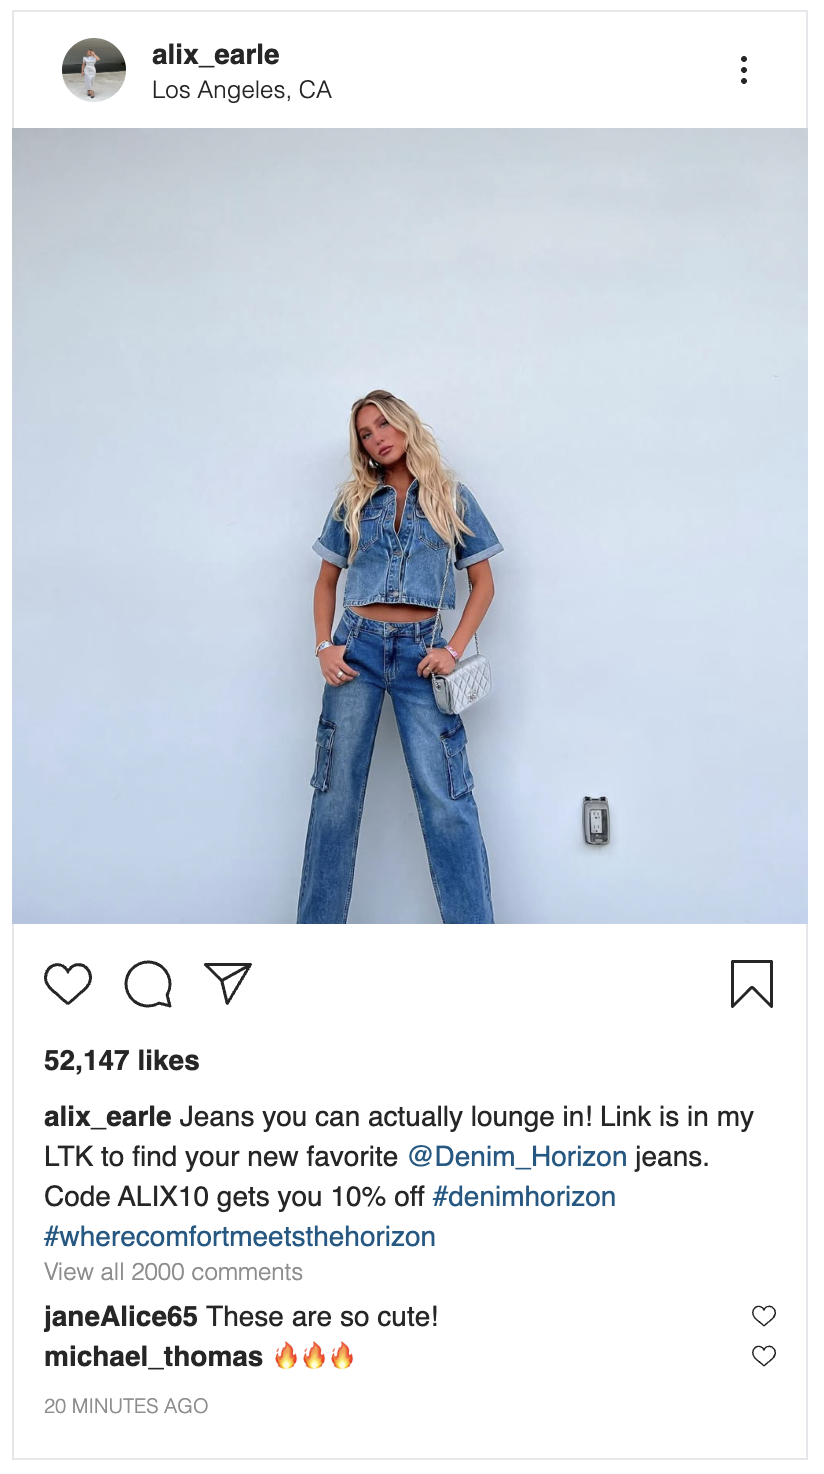 alix_earle
Los Angeles, CA
52,147 likes
alix_earle Jeans you can actually lounge in! Link is in my
LTK to find your new favorite @Denim_Horizon jeans.
Code ALIX10 gets you 10% off #denimhorizon
#wherecomfortmeetsthehorizon
View all 2000 comments
janeAlice65 These are so cute!
michael_thomas 🔥🔥🔥
20 MINUTES AGO